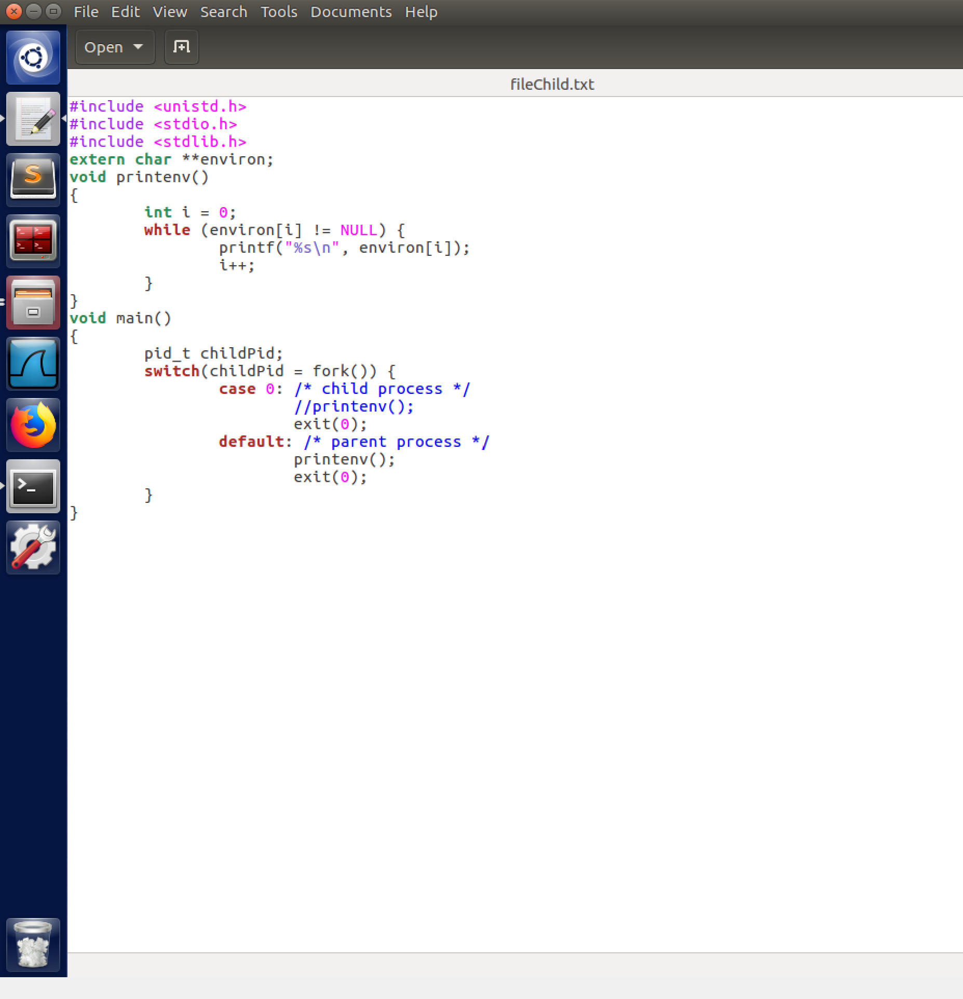 File Edit View Search Tools Documents Help
Open
fileChild.txt
#include <unistd.h>
#include <stdio.h>
#include <stdlib.h>
extern char **environ;
void printenv()
{
        int i = 0;
        while (environ[i] != NULL) {
                printf("%s\n", environ[i]);
                i++;
        }
}
void main()
{
        pid_t childPid;
        switch(childPid = fork()) {
                case 0: /* child process */
                        //printenv();
                        exit(0);
                default: /* parent process */
                        printenv();
                        exit(0);
        }
}